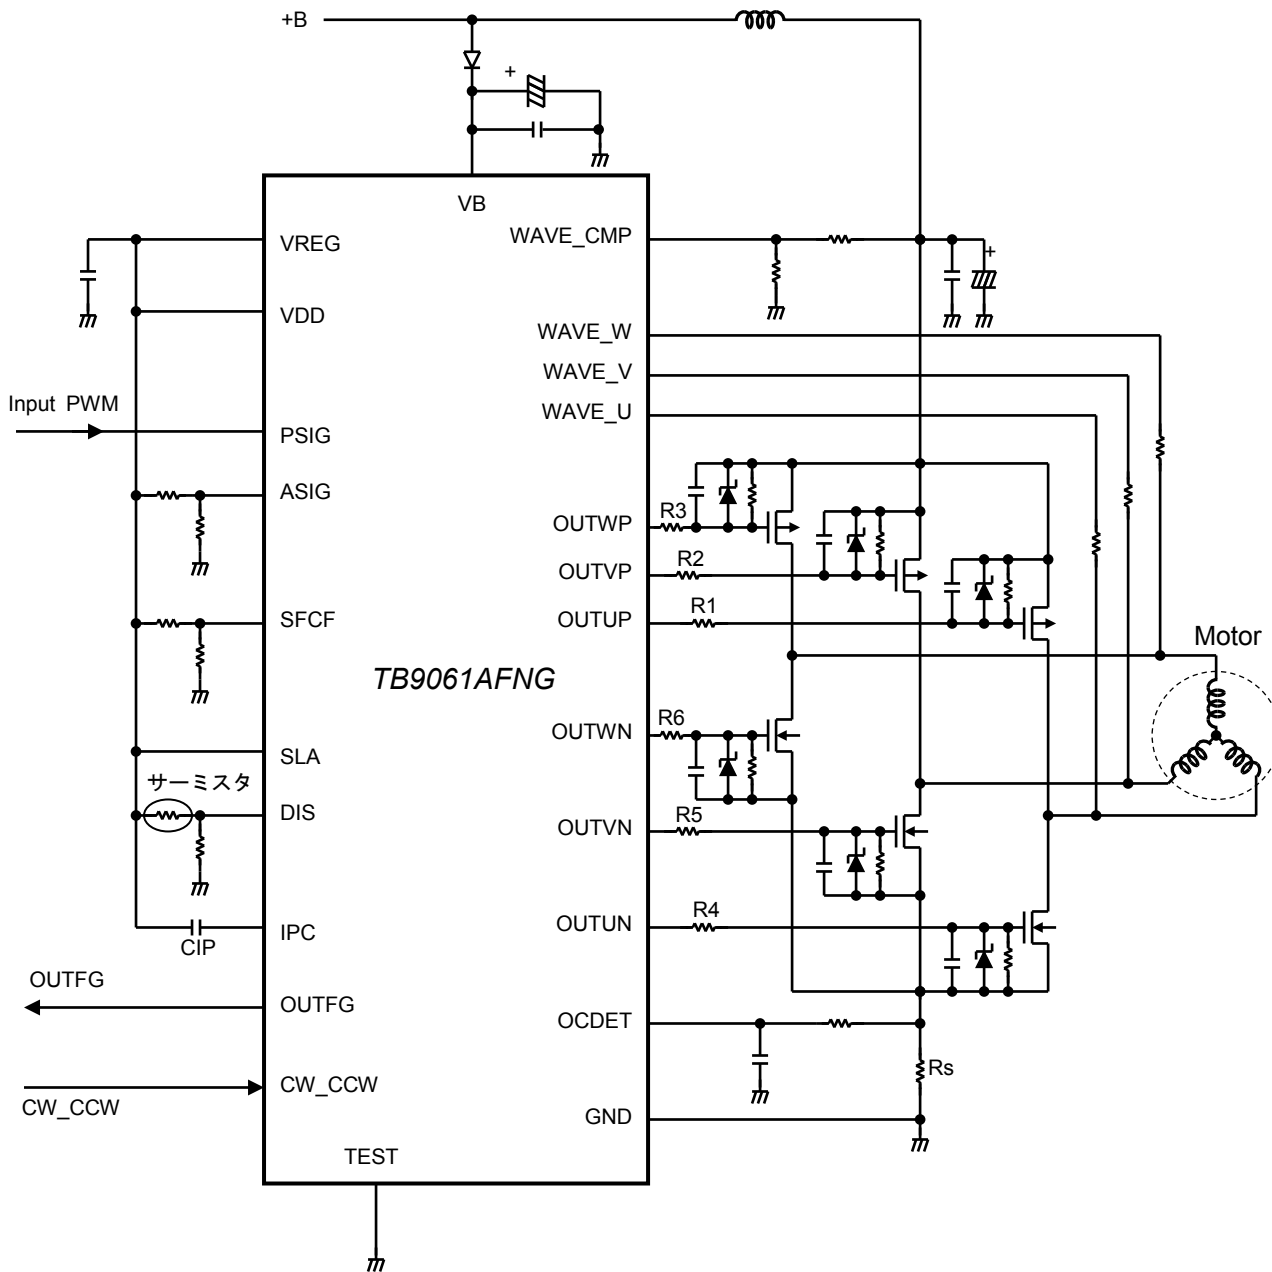 +B
+
VB
VREG
WAVE_CMP
+
VDD
WAVE_W
WAVE_V
Input PWM
WAVE_U
PSIG
ASIG
R3
OUTWP
R2
OUTVP
R1
OUTUP
SFCF
Motor
TB9061AFNG
R6
OUTWN
SLA
サーミスタ
DIS
R5
OUTVN
R4
OUTUN
IPC
CIP
OUTFG
OUTFG
OCDET
Rs
CW_CCW
CW_CCW
GND
TEST